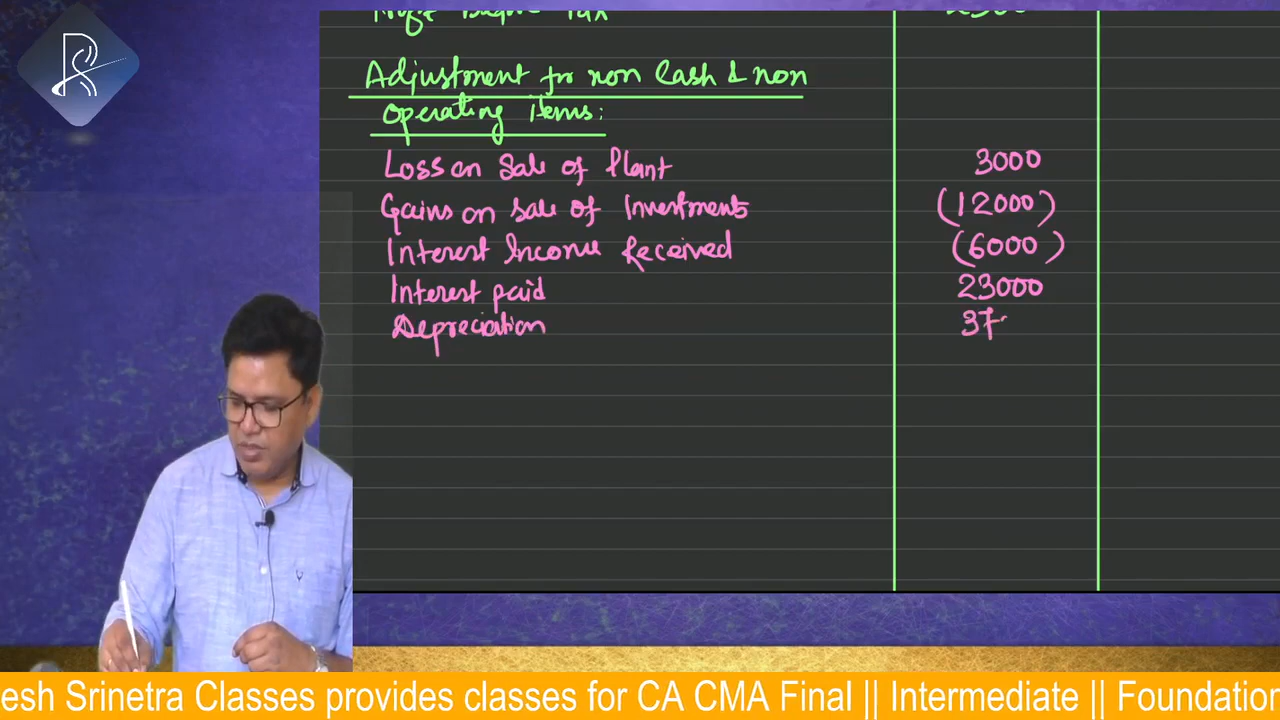 Adjustment for non Cash & non
Operating items:
Loss on Sale of Plant 3000
Gains on Sale of Investments (12000)
Interest Income Received (6000)
Interest paid 23000
Depreciation 37
esh Srinetra Classes provides classes for CA CMA Final || Intermediate || Foundation